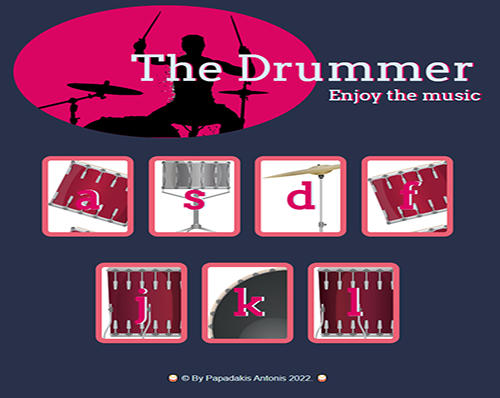 The Drummer
Enjoy the music
a s d f
j k l
© By Papadakis Antonis 2022.